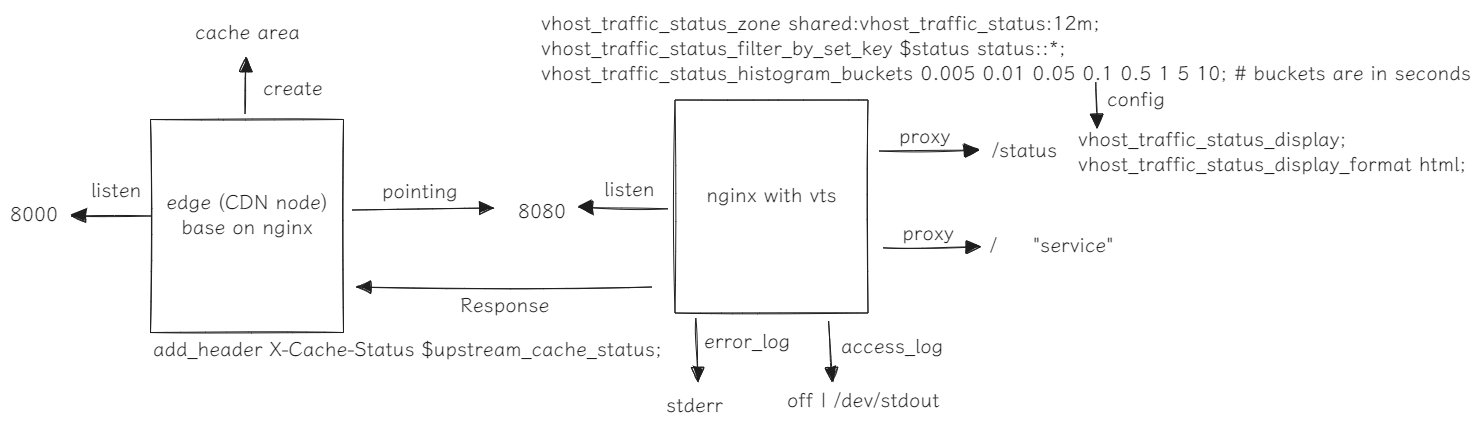 vhost_traffic_status_zone shared:vhost_traffic_status:12m;
vhost_traffic_status_filter_by_set_key $status status::*;
vhost_traffic_status_histogram_buckets 0.005 0.01 0.05 0.1 0.5 1 5 10; # buckets are in seconds
cache area
create
config
proxy
/status
vhost_traffic_status_display;
vhost_traffic_status_display_format html;
listen
8000
edge (CDN node)
base on nginx
pointing
8080
listen
nginx with vts
proxy
/
"service"
Response
add_header X-Cache-Status $upstream_cache_status;
error_log
access_log
stderr
off | /dev/stdout